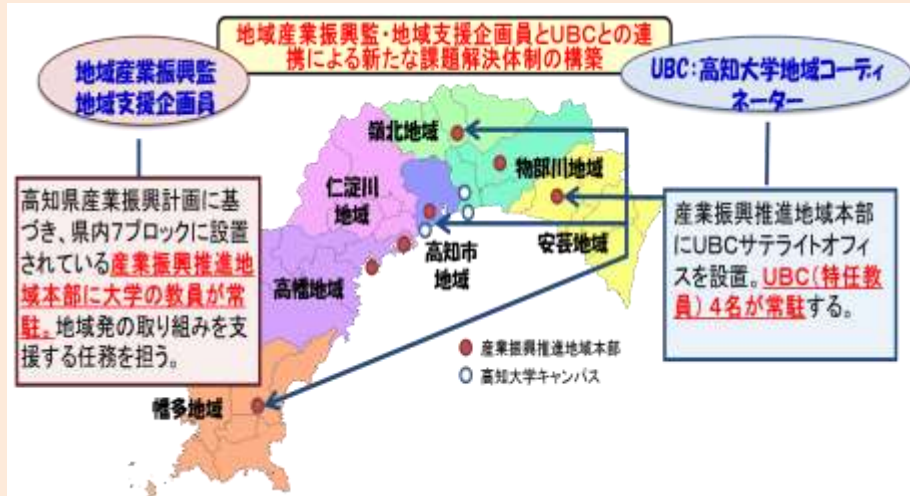 地域産業振興監・地域支援企画員とUBCとの連
携による新たな課題解決体制の構築
地域産業振興監
地域支援企画員
UBC:高知大学地域コーディ
ネーター
高知県産業振興計画に基
づき、県内7ブロックに設置
されている産業振興推進地
域本部に大学の教員が常
駐。地域発の取り組みを支
援する任務を担う。
嶺北地域
物部川地域
仁淀川
地域
高知市
地域
安芸地域
高幡地域
幡多地域
産業振興推進地域本部
高知大学キャンパス
産業振興推進地域本部
にUBCサテライトオフィ
スを設置。UBC(特任教
員)4名が常駐する。